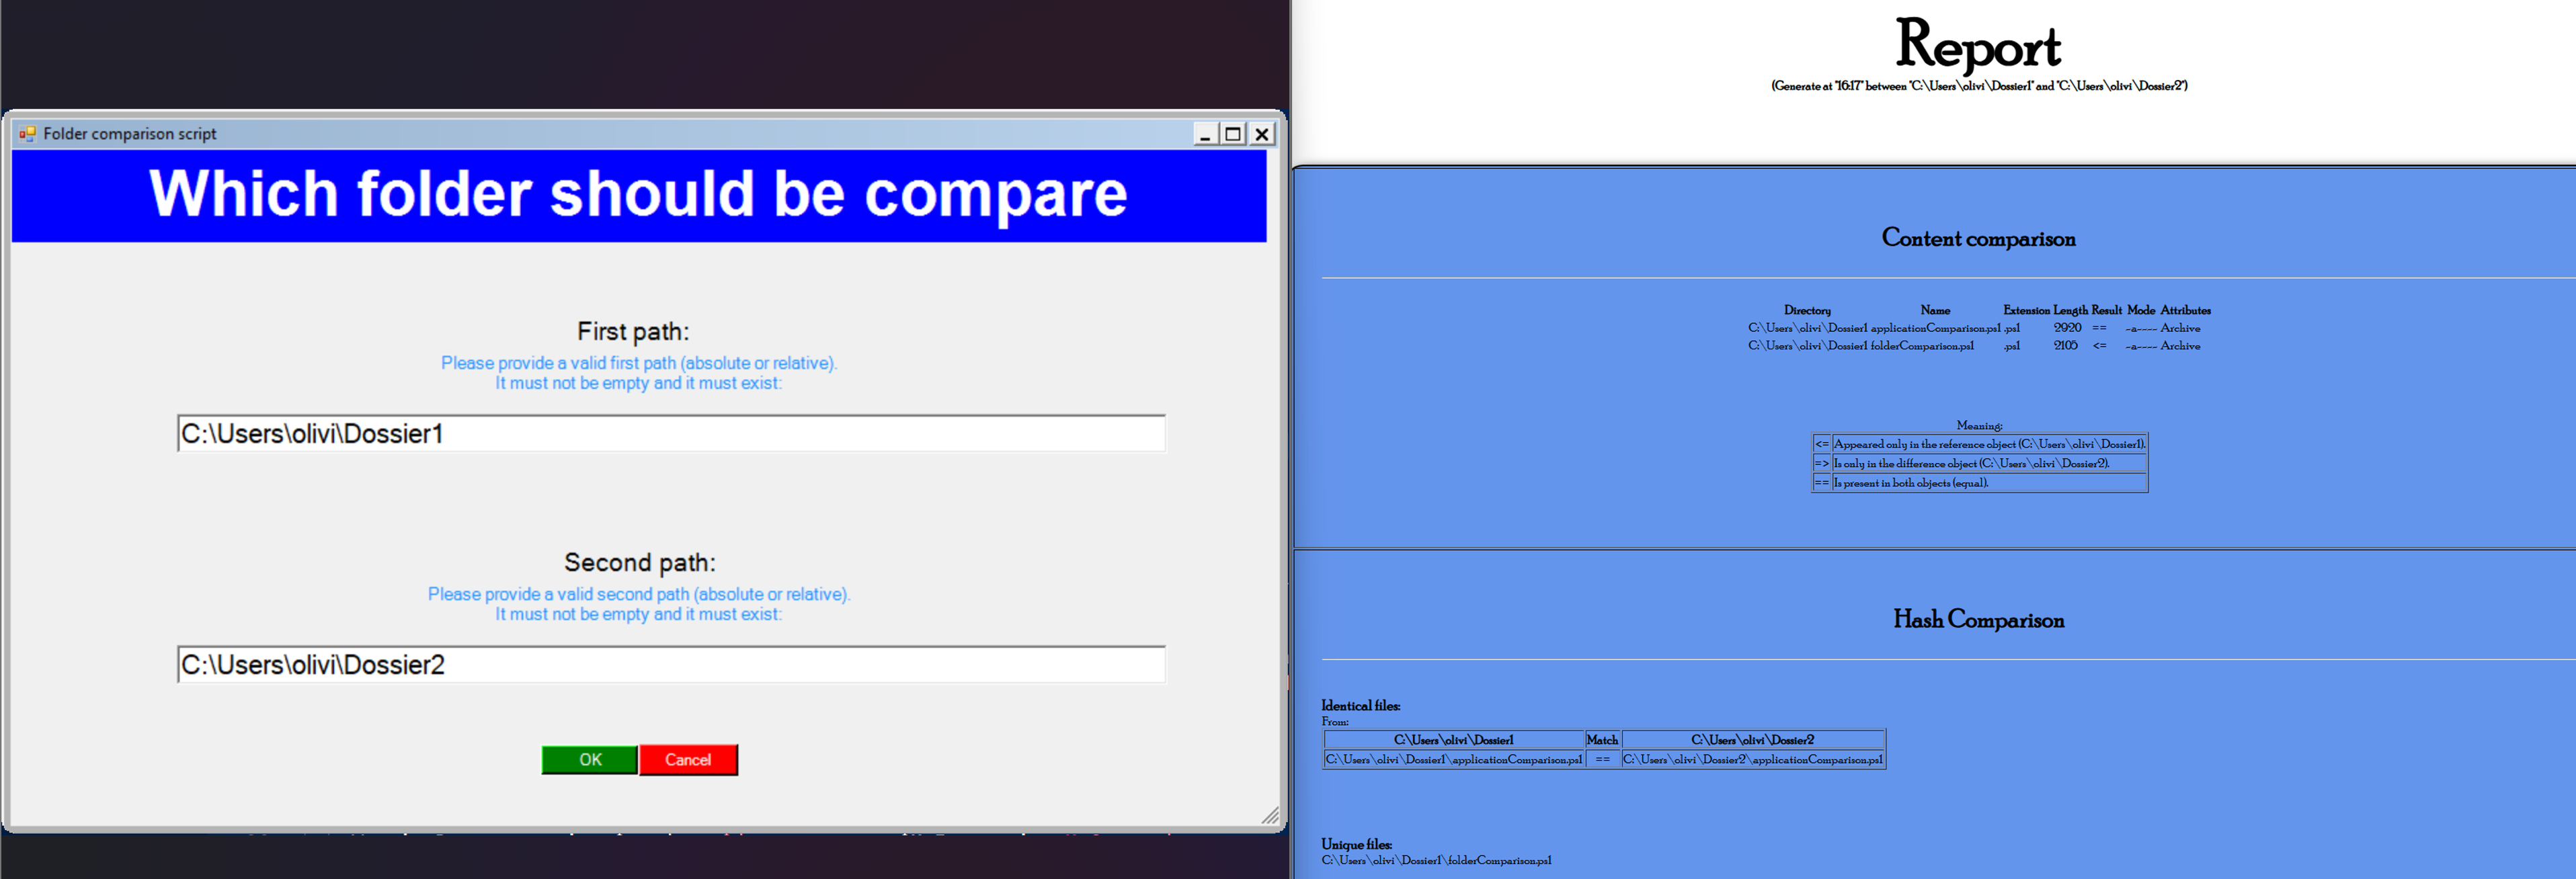 Folder comparison script
Which folder should be compare
First path:
Please provide a valid first path (absolute or relative).
It must not be empty and it must exist:
C:\Users\olivi\Dossier1
Second path:
Please provide a valid second path (absolute or relative).
It must not be empty and it must exist:
C:\Users\olivi\Dossier2
OK Cancel
Report
(Generate at "16:17" between "C:\Users\olivi\Dossier1" and "C:\Users\olivi\Dossier2")
Content comparison
Directory Name Extension Length Result Mode Attributes
C:\Users\olivi\Dossier1 applicationComparison.ps1 .ps1 2920 == -a---- Archive
C:\Users\olivi\Dossier1 folderComparison.ps1 .ps1 2105 <= -a---- Archive
Meaning:
<= Appeared only in the reference object (C:\Users\olivi\Dossier1).
=> Is only in the difference object (C:\Users\olivi\Dossier2).
== Is present in both objects (equal).
Hash Comparison
Identical files:
From:
C:\Users\olivi\Dossier1 Match C:\Users\olivi\Dossier2
C:\Users\olivi\Dossier1\applicationComparison.ps1 == C:\Users\olivi\Dossier2\applicationComparison.ps1
Unique files:
C:\Users\olivi\Dossier1\folderComparison.ps1